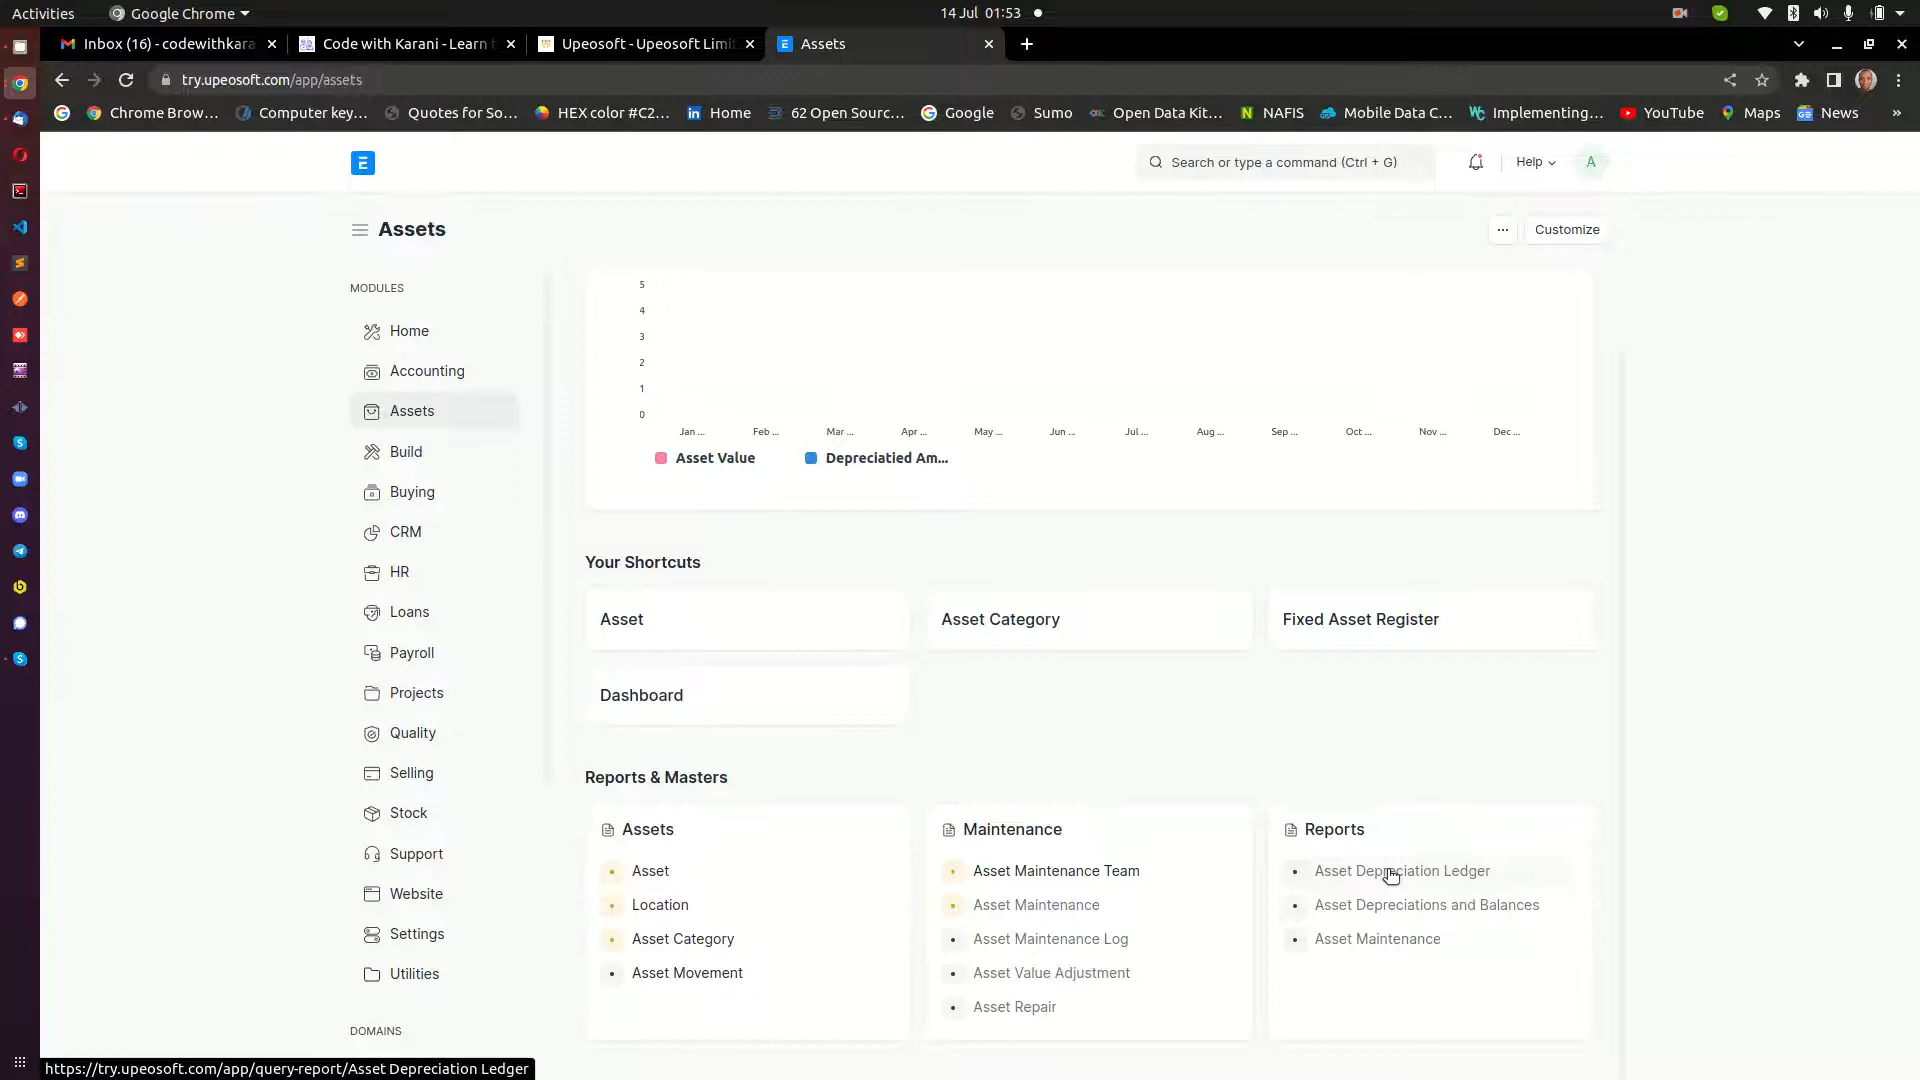 Activities
Google Chrome
14 Jul 01:53
Inbox (16) - codewithkara
Code with Karani - Learn t
Upeosoft - Upeosoft Limit
Assets
try.upeosoft.com/app/assets
Chrome Brow...
Computer key...
Quotes for So...
HEX color #C2...
Home
62 Open Sourc...
Google
Sumo
Open Data Kit...
NAFIS
Mobile Data C...
Implementing...
YouTube
Maps
News
»
E
Search or type a command (Ctrl + G)
Help
A
Assets
...
Customize
MODULES
Home
Accounting
Assets
Build
Buying
CRM
HR
Loans
Payroll
Projects
Quality
Selling
Stock
Support
Website
Settings
Utilities
DOMAINS
5
4
3
2
1
0
Jan ... Feb ... Mar ... Apr ... May ... Jun ... Jul ... Aug ... Sep ... Oct ... Nov ... Dec ...
Asset Value
Depreciatied Am...
Your Shortcuts
Asset
Asset Category
Fixed Asset Register
Dashboard
Reports & Masters
Assets
Asset
Location
Asset Category
Asset Movement
Maintenance
Asset Maintenance Team
Asset Maintenance
Asset Maintenance Log
Asset Value Adjustment
Asset Repair
Reports
Asset Depreciation Ledger
Asset Depreciations and Balances
Asset Maintenance
https://try.upeosoft.com/app/query-report/Asset Depreciation Ledger